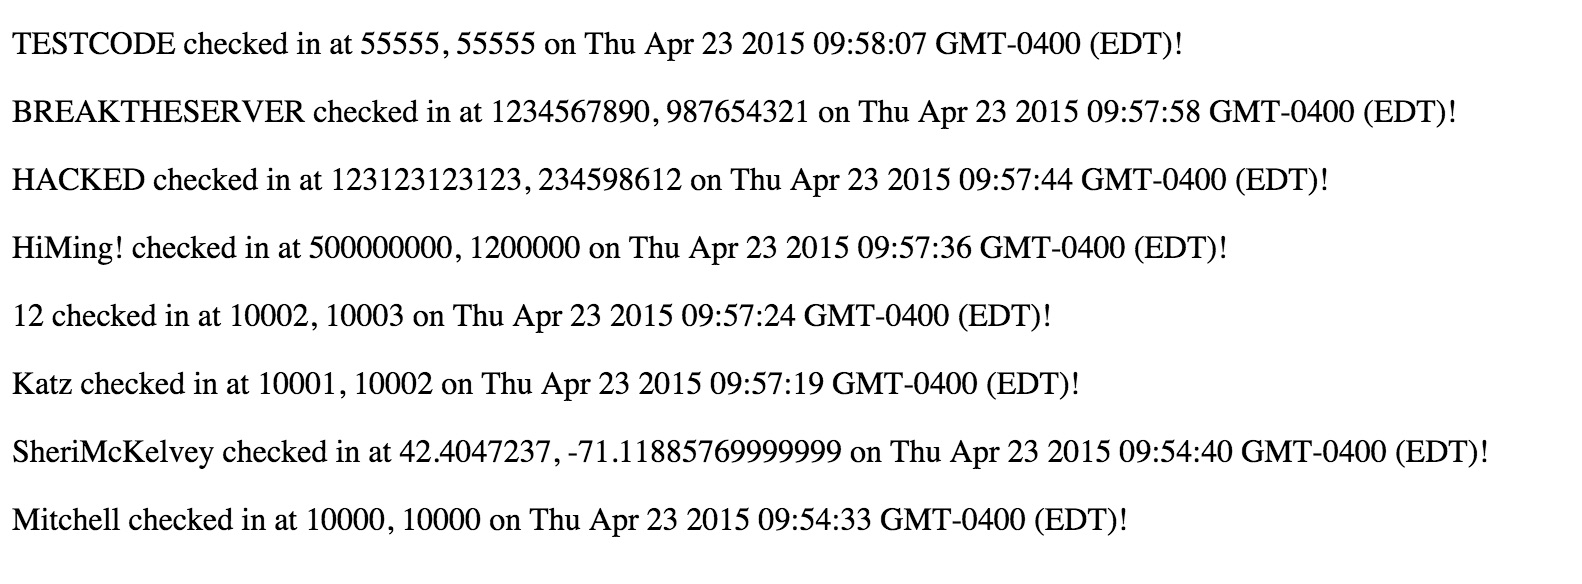 TESTCODE checked in at 55555, 55555 on Thu Apr 23 2015 09:58:07 GMT-0400 (EDT)!
BREAKTHESERVER checked in at 1234567890, 987654321 on Thu Apr 23 2015 09:57:58 GMT-0400 (EDT)!
HACKED checked in at 123123123123, 234598612 on Thu Apr 23 2015 09:57:44 GMT-0400 (EDT)!
HiMing! checked in at 500000000, 1200000 on Thu Apr 23 2015 09:57:36 GMT-0400 (EDT)!
12 checked in at 10002, 10003 on Thu Apr 23 2015 09:57:24 GMT-0400 (EDT)!
Katz checked in at 10001, 10002 on Thu Apr 23 2015 09:57:19 GMT-0400 (EDT)!
SheriMcKelvey checked in at 42.4047237, -71.11885769999999 on Thu Apr 23 2015 09:54:40 GMT-0400 (EDT)!
Mitchell checked in at 10000, 10000 on Thu Apr 23 2015 09:54:33 GMT-0400 (EDT)!